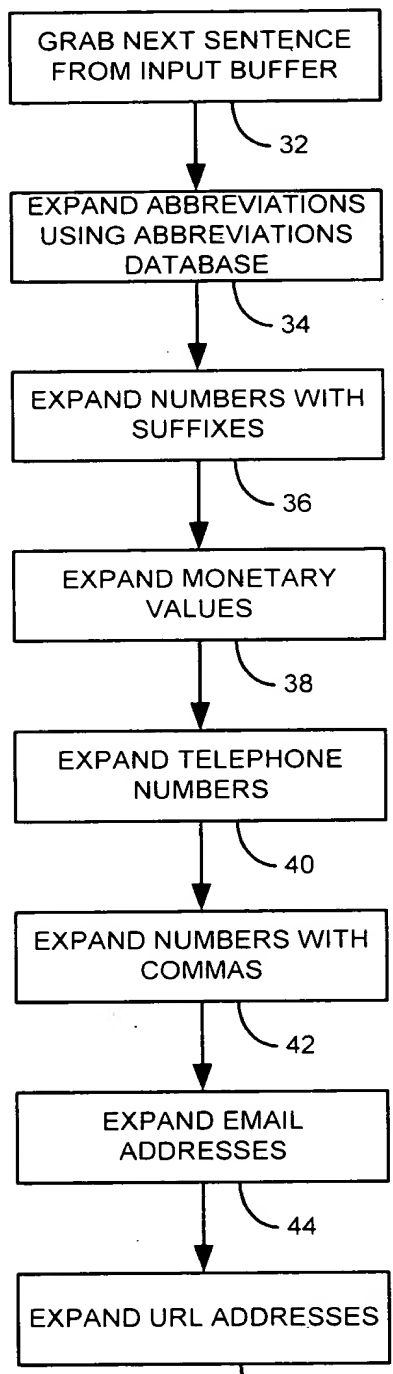 GRAB NEXT SENTENCE
FROM INPUT BUFFER
32
EXPAND ABBREVIATIONS
USING ABBREVIATIONS
DATABASE
34
EXPAND NUMBERS WITH
SUFFIXES
36
EXPAND MONETARY
VALUES
38
EXPAND TELEPHONE
NUMBERS
40
EXPAND NUMBERS WITH
COMMAS
42
EXPAND EMAIL
ADDRESSES
44
EXPAND URL ADDRESSES